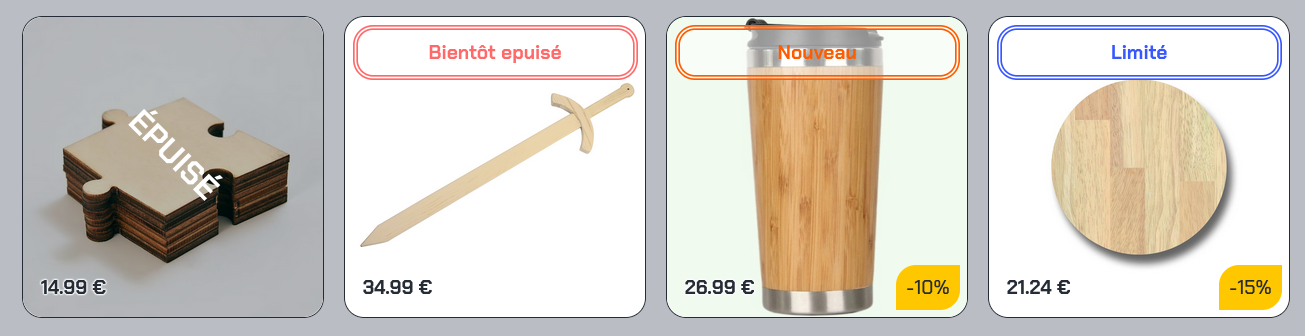 ÉPUISÉ
14.99 €
Bientôt epuisé
34.99 €
Nouveau
26.99 €
-10%
Limité
21.24 €
-15%